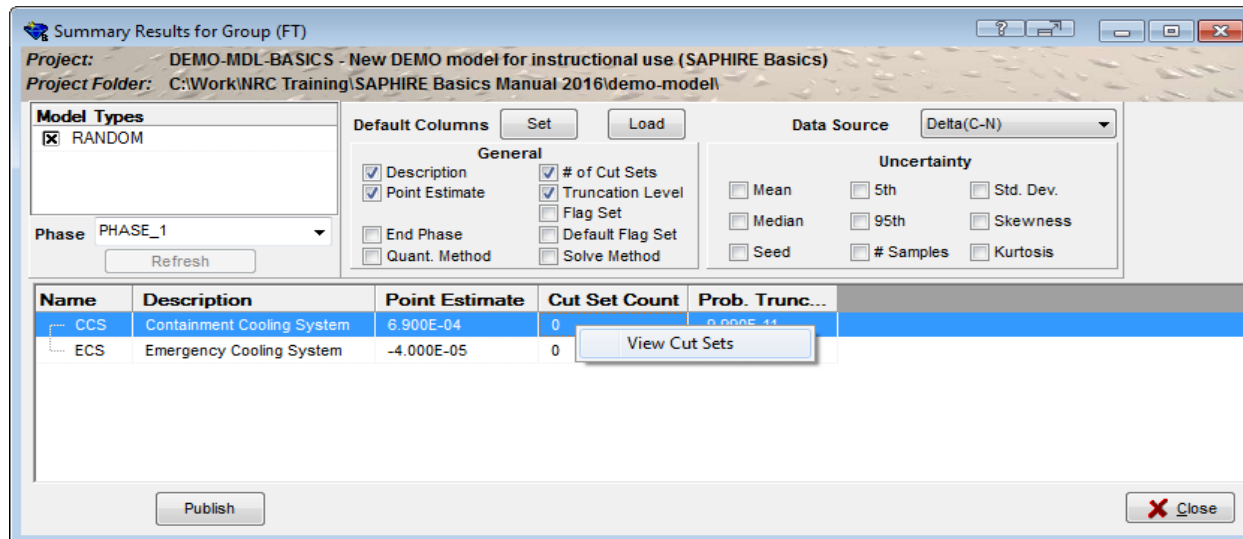 Summary Results for Group (FT)
Project: DEMO-MDL-BASICS - New DEMO model for instructional use (SAPHIRE Basics)
Project Folder: C:\Work\NRC Training\SAPHIRE Basics Manual 2016\demo-model\
Model Types
RANDOM
Phase PHASE_1
Refresh
Default Columns Set Load
General
Description # of Cut Sets
Point Estimate Truncation Level
Flag Set
End Phase Default Flag Set
Quant. Method Solve Method
Data Source Delta(C-N)
Uncertainty
Mean 5th Std. Dev.
Median 95th Skewness
Seed # Samples Kurtosis
Name Description Point Estimate Cut Set Count Prob. Trunc...
CCS Containment Cooling System 6.900E-04 0
ECS Emergency Cooling System -4.000E-05 0
View Cut Sets
Publish
Close